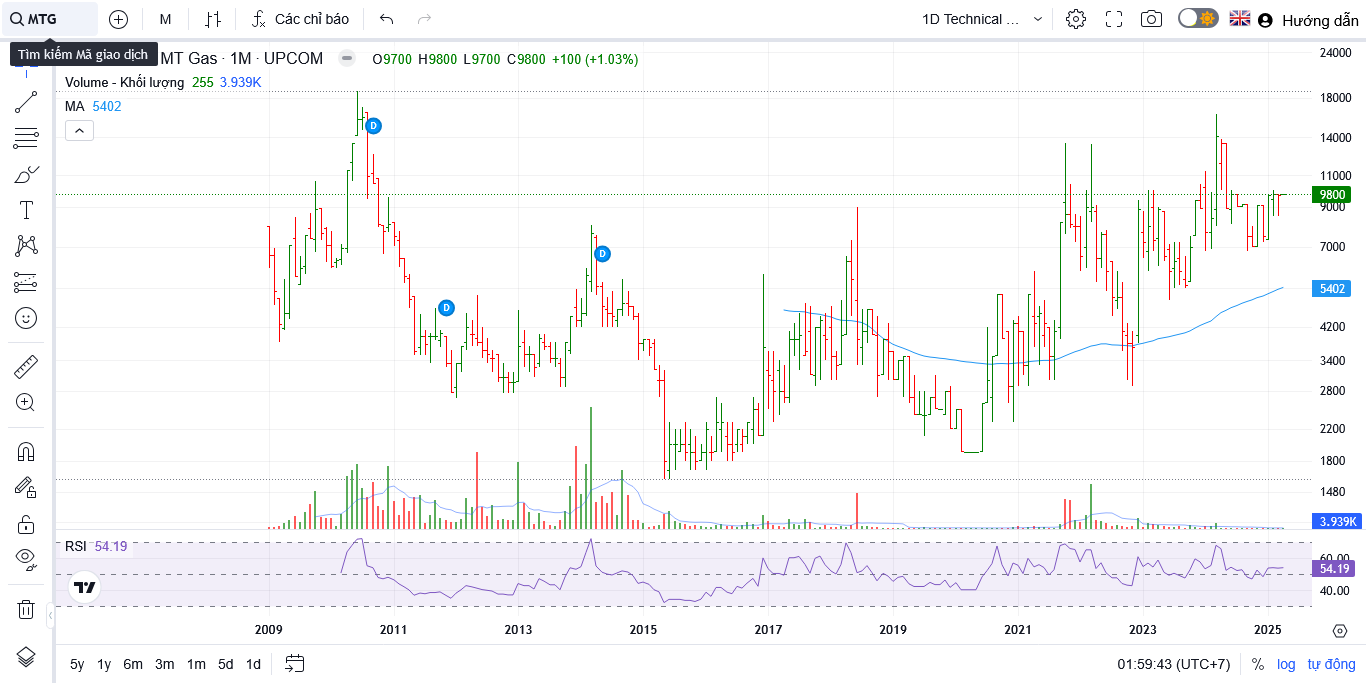 MTG
M
Các chỉ báo
1D Technical ...
Hướng dẫn
Tìm kiếm Mã giao dịch
MT Gas · 1M · UPCOM
O9700 H9800 L9700 C9800 +100 (+1.03%)
Volume - Khối lượng 255 3.939K
MA 5402
D
D
D
24000
18000
14000
11000
9800
9000
7000
5402
4200
3400
2800
2200
1800
1480
3.939K
RSI 54.19
60.00
54.19
40.00
2009 2011 2013 2015 2017 2019 2021 2023 2025
5y 1y 6m 3m 1m 5d 1d
01:59:43 (UTC+7) % log tự động